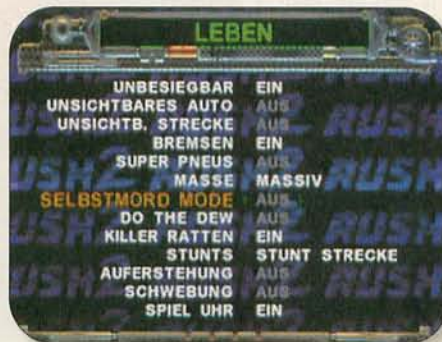 LEBEN
UNBESIEGBAR EIN
UNSICHTBARES AUTO AUS
UNSICHTB. STRECKE AUS
BREMSEN EIN
SUPER PNEUS AUS
MASSE MASSIV
SELBSTMORD MODE AUS
DO THE DEW AUS
KILLER RATTEN EIN
STUNTS STUNT STRECKE
AUFERSTEHUNG AUS
SCHWEBUNG AUS
SPIEL UHR EIN